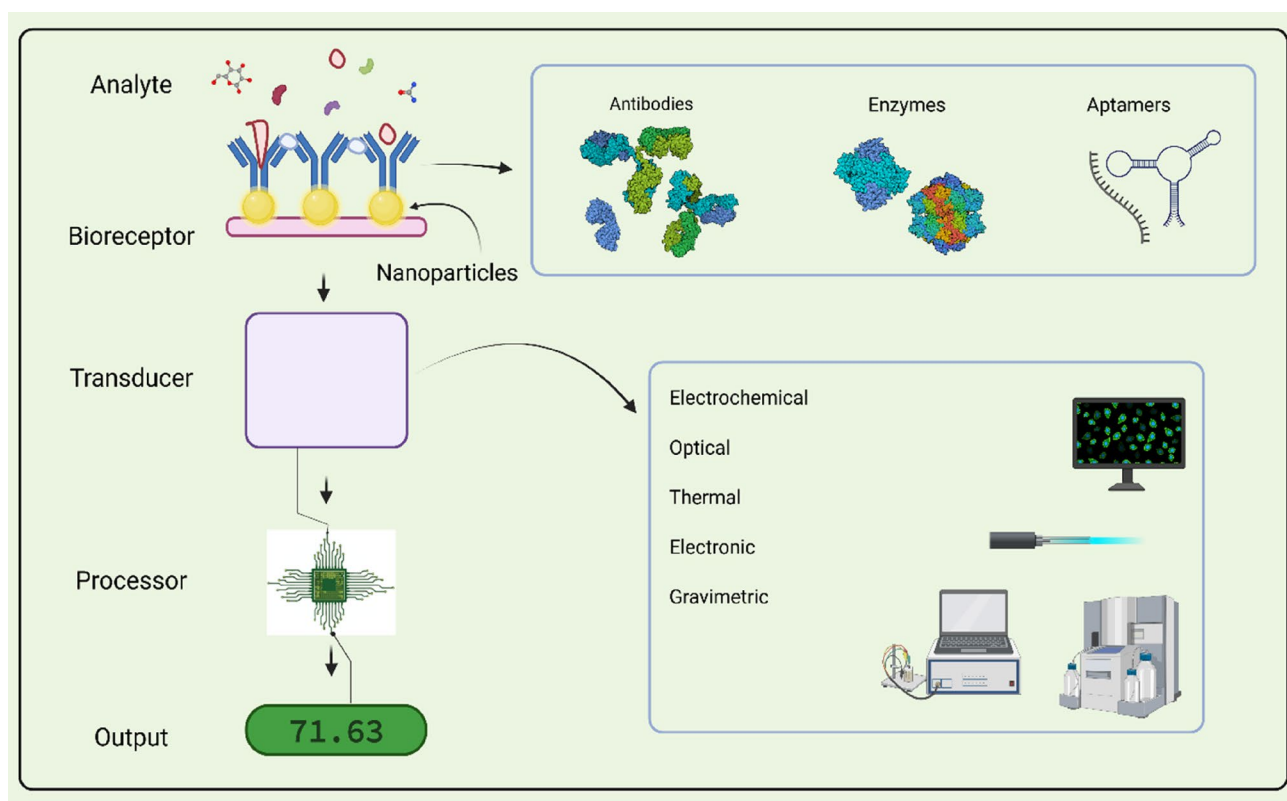 Analyte
Antibodies
Enzymes
Aptamers
Bioreceptor
Nanoparticles
Transducer
Electrochemical
Optical
Thermal
Electronic
Gravimetric
Processor
Output
71.63